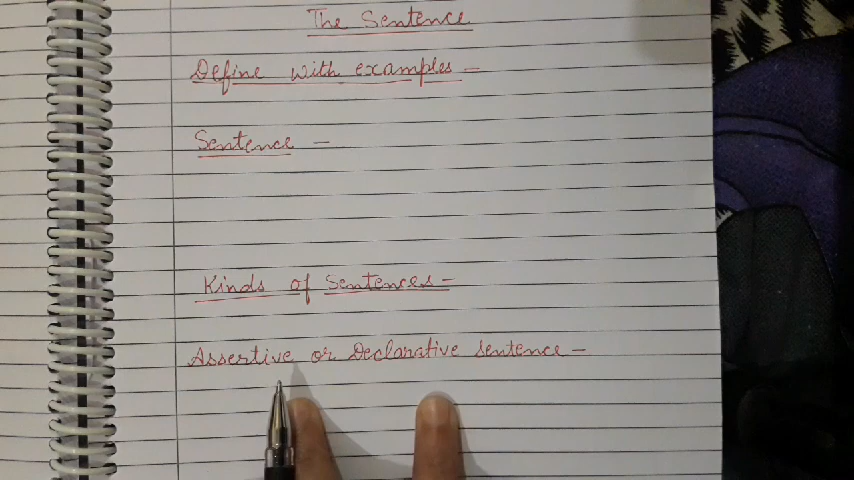 The Sentence
Define with examples -
Sentence -
Kinds of Sentences -
Assertive or Declarative Sentence -